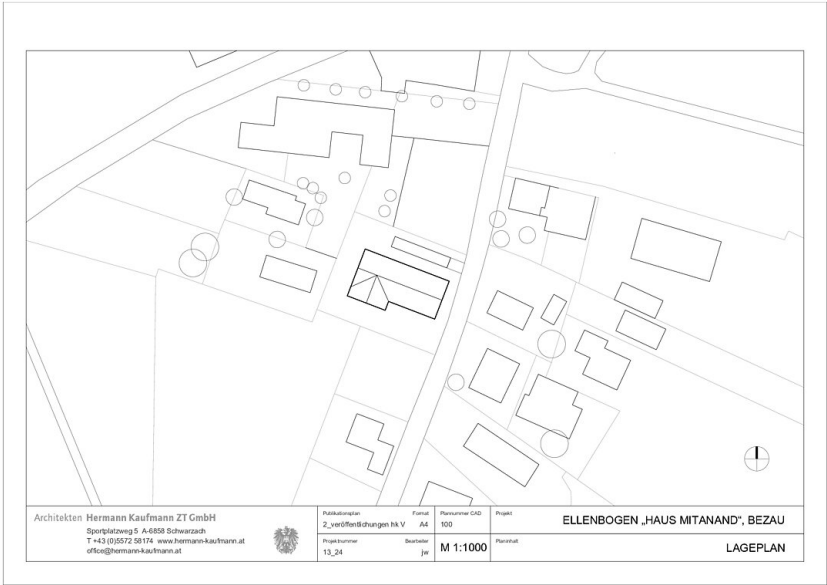 Architekten Hermann Kaufmann ZT GmbH
Sportplatzweg 5 A-6858 Schwarzach
T +43 (0)5572 58174 www.hermann-kaufmann.at
office@hermann-kaufmann.at
Publikationsplan Format
2_veröffentlichungen hk V A4
Projektnummer Bearbeiter
13_24 jw
Plannummer CAD
100
M 1:1000
Projekt
ELLENBOGEN „HAUS MITANAND“, BEZAU
Planinhalt
LAGEPLAN